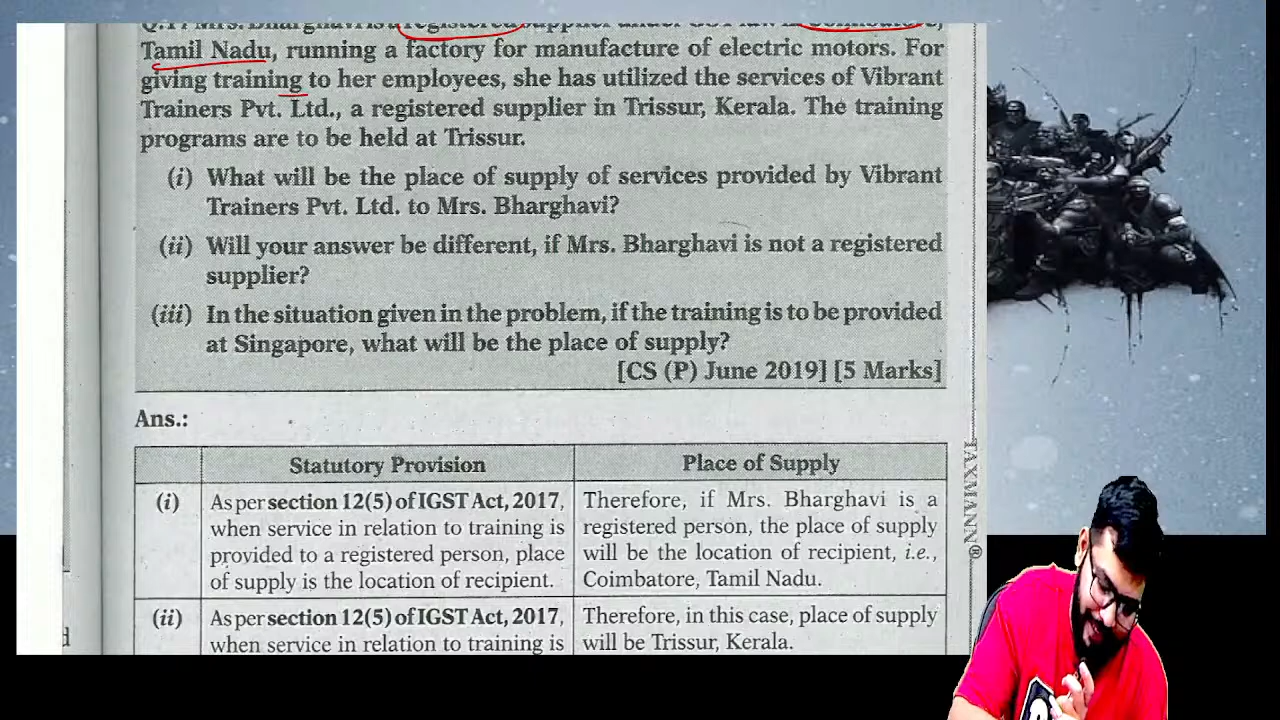 Tamil Nadu, running a factory for manufacture of electric motors. For
giving training to her employees, she has utilized the services of Vibrant
Trainers Pvt. Ltd., a registered supplier in Trissur, Kerala. The training
programs are to be held at Trissur.
(i) What will be the place of supply of services provided by Vibrant
Trainers Pvt. Ltd. to Mrs. Bharghavi?
(ii) Will your answer be different, if Mrs. Bharghavi is not a registered
supplier?
(iii) In the situation given in the problem, if the training is to be provided
at Singapore, what will be the place of supply?
[CS (P) June 2019] [5 Marks]
Ans.:
Statutory Provision
Place of Supply
(i)
As per section 12(5) of IGST Act, 2017,
when service in relation to training is
provided to a registered person, place
of supply is the location of recipient.
Therefore, if Mrs. Bharghavi is a
registered person, the place of supply
will be the location of recipient, i.e.,
Coimbatore, Tamil Nadu.
(ii)
As per section 12(5) of IGST Act, 2017,
when service in relation to training is
Therefore, in this case, place of supply
will be Trissur, Kerala.
TAXMANN®